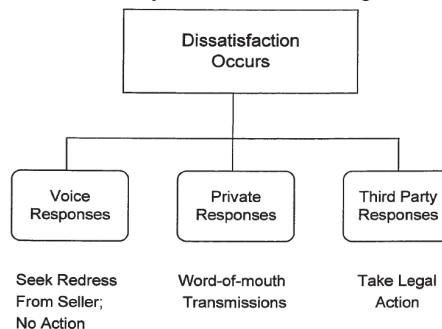 Dissatisfaction
Occurs
Voice
Responses
Private
Responses
Third Party
Responses
Seek Redress
From Seller;
No Action
Word-of-mouth
Transmissions
Take Legal
Action